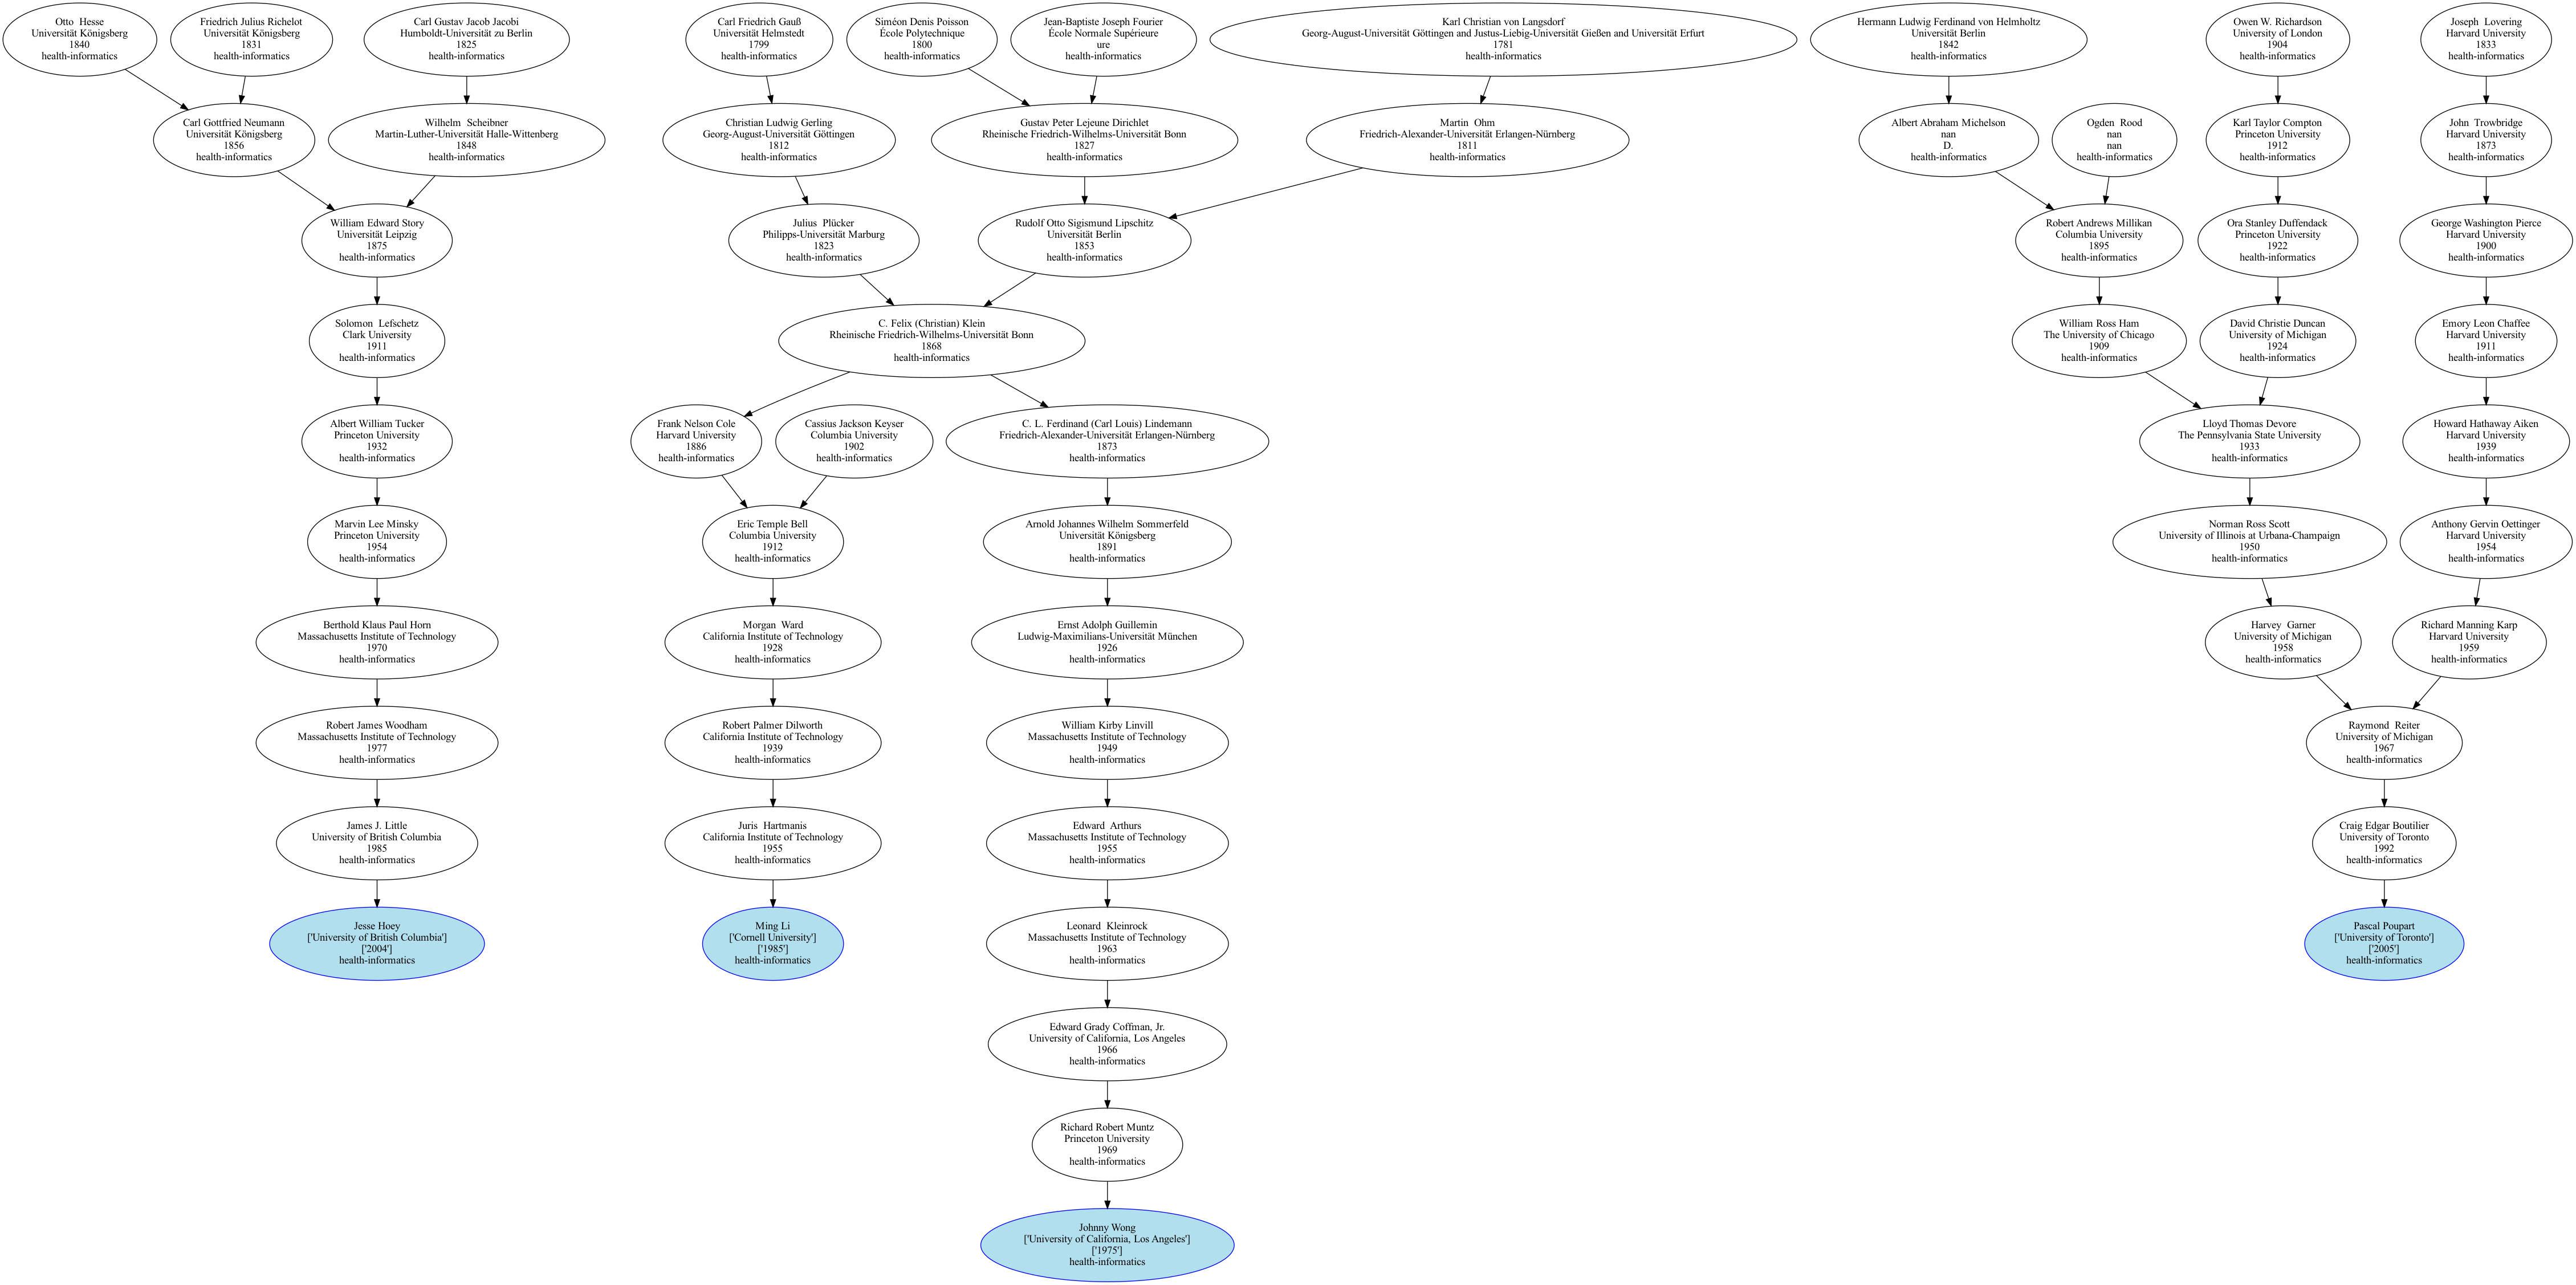 Otto  Hesse
Universität Königsberg
1840
health-informatics
Friedrich Julius Richelot
Universität Königsberg
1831
health-informatics
Carl Gustav Jacob Jacobi
Humboldt-Universität zu Berlin
1825
health-informatics
Carl Friedrich Gauß
Universität Helmstedt
1799
health-informatics
Siméon Denis Poisson
École Polytechnique
1800
health-informatics
Jean-Baptiste Joseph Fourier
École Normale Supérieure
ure
health-informatics
Karl Christian von Langsdorf
Georg-August-Universität Göttingen and Justus-Liebig-Universität Gießen and Universität Erfurt
1781
health-informatics
Hermann Ludwig Ferdinand von Helmholtz
Universität Berlin
1842
health-informatics
Owen W. Richardson
University of London
1904
health-informatics
Joseph  Lovering
Harvard University
1833
health-informatics
Carl Gottfried Neumann
Universität Königsberg
1856
health-informatics
Wilhelm  Scheibner
Martin-Luther-Universität Halle-Wittenberg
1848
health-informatics
Christian Ludwig Gerling
Georg-August-Universität Göttingen
1812
health-informatics
Gustav Peter Lejeune Dirichlet
Rheinische Friedrich-Wilhelms-Universität Bonn
1827
health-informatics
Martin  Ohm
Friedrich-Alexander-Universität Erlangen-Nürnberg
1811
health-informatics
Albert Abraham Michelson
nan
D.
health-informatics
Ogden  Rood
nan
nan
health-informatics
Karl Taylor Compton
Princeton University
1912
health-informatics
John  Trowbridge
Harvard University
1873
health-informatics
William Edward Story
Universität Leipzig
1875
health-informatics
Julius  Plücker
Philipps-Universität Marburg
1823
health-informatics
Rudolf Otto Sigismund Lipschitz
Universität Berlin
1853
health-informatics
Robert Andrews Millikan
Columbia University
1895
health-informatics
Ora Stanley Duffendack
Princeton University
1922
health-informatics
George Washington Pierce
Harvard University
1900
health-informatics
Solomon  Lefschetz
Clark University
1911
health-informatics
C. Felix (Christian) Klein
Rheinische Friedrich-Wilhelms-Universität Bonn
1868
health-informatics
William Ross Ham
The University of Chicago
1909
health-informatics
David Christie Duncan
University of Michigan
1924
health-informatics
Emory Leon Chaffee
Harvard University
1911
health-informatics
Albert William Tucker
Princeton University
1932
health-informatics
Frank Nelson Cole
Harvard University
1886
health-informatics
Cassius Jackson Keyser
Columbia University
1902
health-informatics
C. L. Ferdinand (Carl Louis) Lindemann
Friedrich-Alexander-Universität Erlangen-Nürnberg
1873
health-informatics
Lloyd Thomas Devore
The Pennsylvania State University
1933
health-informatics
Howard Hathaway Aiken
Harvard University
1939
health-informatics
Marvin Lee Minsky
Princeton University
1954
health-informatics
Eric Temple Bell
Columbia University
1912
health-informatics
Arnold Johannes Wilhelm Sommerfeld
Universität Königsberg
1891
health-informatics
Norman Ross Scott
University of Illinois at Urbana-Champaign
1950
health-informatics
Anthony Gervin Oettinger
Harvard University
1954
health-informatics
Berthold Klaus Paul Horn
Massachusetts Institute of Technology
1970
health-informatics
Morgan  Ward
California Institute of Technology
1928
health-informatics
Ernst Adolph Guillemin
Ludwig-Maximilians-Universität München
1926
health-informatics
Harvey  Garner
University of Michigan
1958
health-informatics
Richard Manning Karp
Harvard University
1959
health-informatics
Robert James Woodham
Massachusetts Institute of Technology
1977
health-informatics
Robert Palmer Dilworth
California Institute of Technology
1939
health-informatics
William Kirby Linvill
Massachusetts Institute of Technology
1949
health-informatics
Raymond  Reiter
University of Michigan
1967
health-informatics
James J. Little
University of British Columbia
1985
health-informatics
Juris  Hartmanis
California Institute of Technology
1955
health-informatics
Edward  Arthurs
Massachusetts Institute of Technology
1955
health-informatics
Craig Edgar Boutilier
University of Toronto
1992
health-informatics
Jesse Hoey
['University of British Columbia']
['2004']
health-informatics
Ming Li
['Cornell University']
['1985']
health-informatics
Leonard  Kleinrock
Massachusetts Institute of Technology
1963
health-informatics
Pascal Poupart
['University of Toronto']
['2005']
health-informatics
Edward Grady Coffman, Jr.
University of California, Los Angeles
1966
health-informatics
Richard Robert Muntz
Princeton University
1969
health-informatics
Johnny Wong
['University of California, Los Angeles']
['1975']
health-informatics